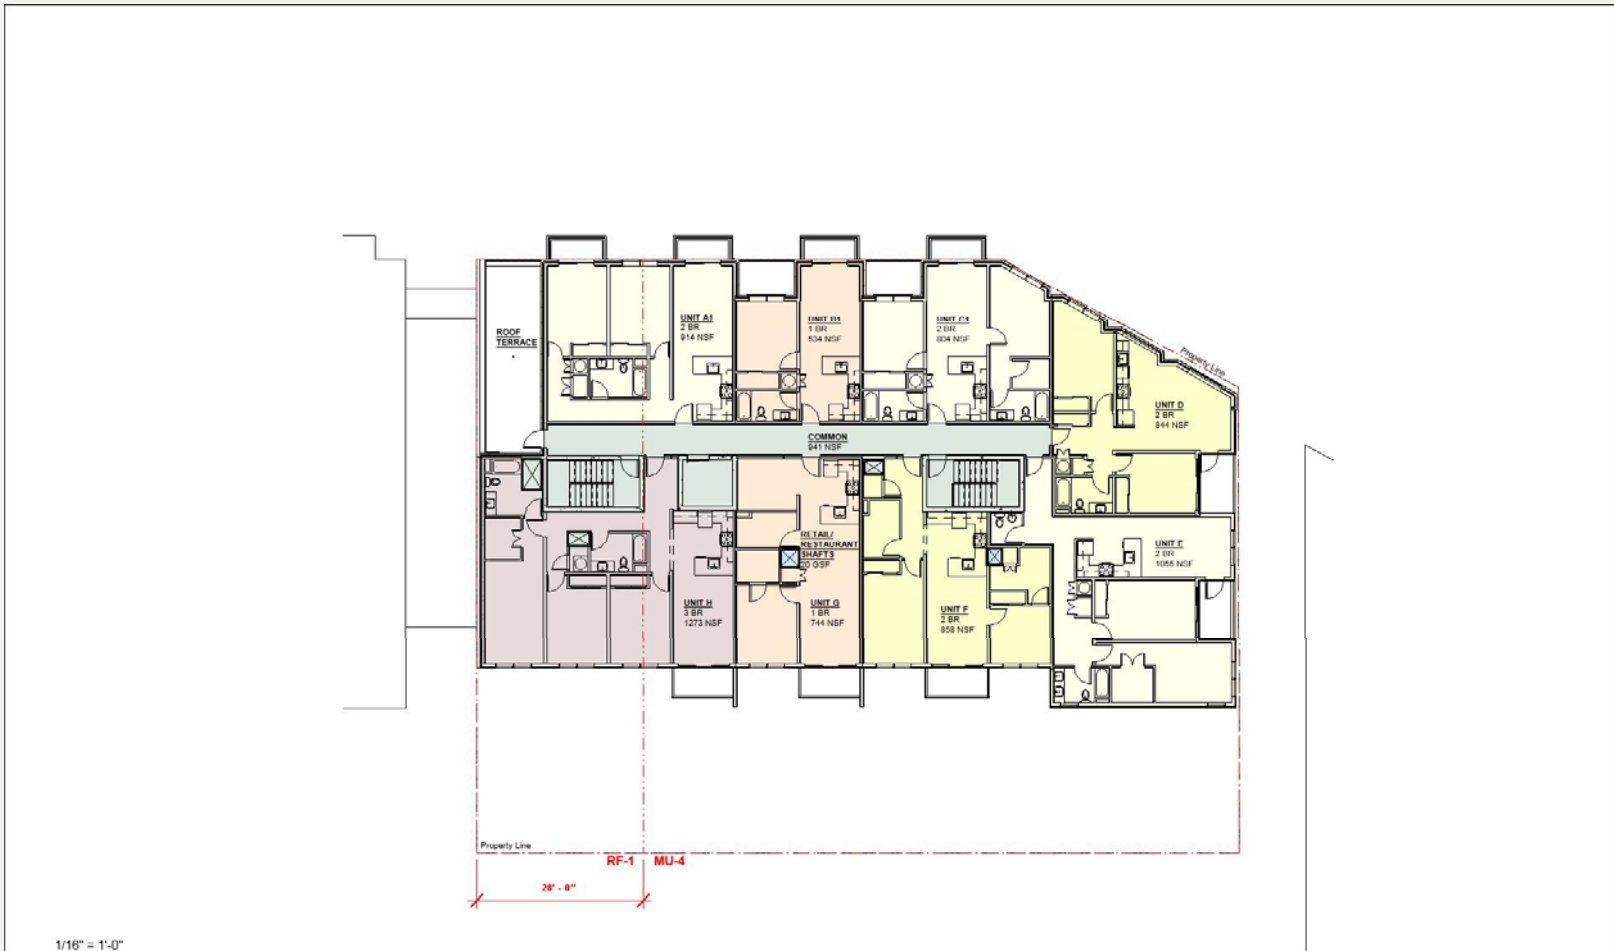 ROOF
TERRACE
UNIT A1
2 BR
914 NSF
UNIT B1
1 BR
534 NSF
UNIT C1
2 BR
804 NSF
Property Line
UNIT D
2 BR
844 NSF
COMMON
941 NSF
RETAIL/
RESTAURANT
SHAFTS
20 GSF
UNIT E
2 BR
1055 NSF
UNIT H
3 BR
1273 NSF
UNIT G
1 BR
744 NSF
UNIT F
2 BR
858 NSF
Property Line
RF-1 MU-4
28' - 0"
1/16" = 1'-0"